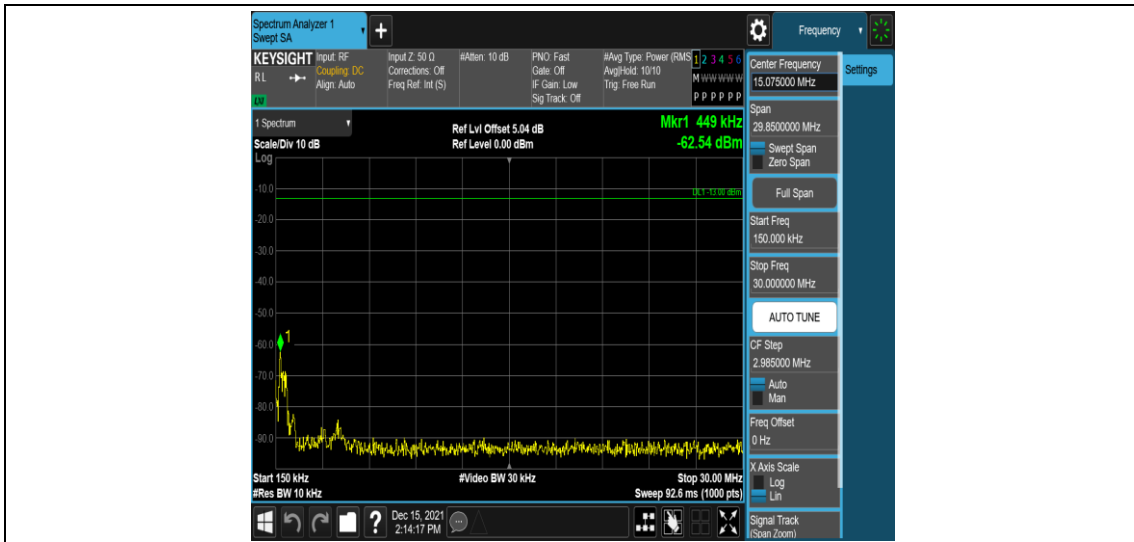 Spectrum Analyzer 1
Swept SA
+
Frequency
KEYSIGHT
RL
LXI
Input: RF
Coupling: DC
Align: Auto
Input Z: 50 Ω
Corrections: Off
Freq Ref: Int (S)
#Atten: 10 dB
PNO: Fast
Gate: Off
IF Gain: Low
Sig Track: Off
#Avg Type: Power (RMS
Avg|Hold: 10/10
Trig: Free Run
1 2 3 4 5 6
M W W W W W
P P P P P P
1 Spectrum
Scale/Div 10 dB
Log
Ref Lvl Offset 5.04 dB
Ref Level 0.00 dBm
Mkr1 449 kHz
-62.54 dBm
DL1 -13.00 dBm
-10.0
-20.0
-30.0
-40.0
-50.0
-60.0
1
-70.0
-80.0
-90.0
Start 150 kHz
#Res BW 10 kHz
#Video BW 30 kHz
Stop 30.00 MHz
Sweep 92.6 ms (1000 pts)
?
Dec 15, 2021
2:14:17 PM
Center Frequency
15.075000 MHz
Settings
Span
29.8500000 MHz
Swept Span
Zero Span
Full Span
Start Freq
150.000 kHz
Stop Freq
30.000000 MHz
AUTO TUNE
CF Step
2.985000 MHz
Auto
Man
Freq Offset
0 Hz
X Axis Scale
Log
Lin
Signal Track
(Span Zoom)